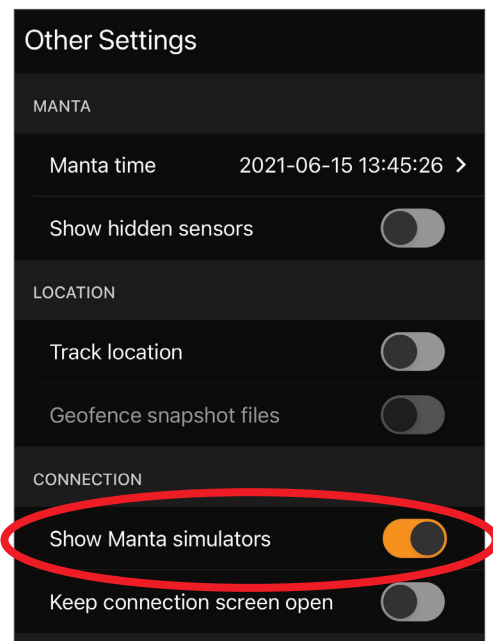 Other Settings
MANTA
Manta time 2021-06-15 13:45:26 >
Show hidden sensors
LOCATION
Track location
Geofence snapshot files
CONNECTION
Show Manta simulators
Keep connection screen open